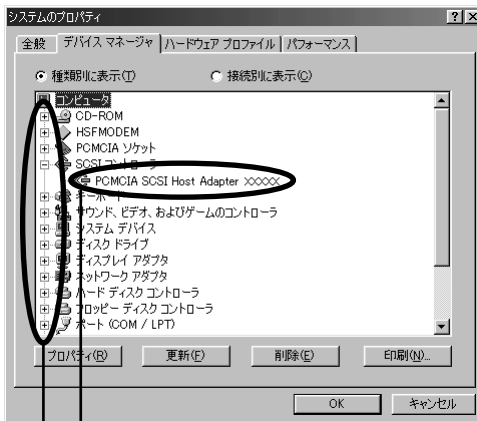 システムのプロパティ
全般 デバイス マネージャ ハードウェア プロファイル パフォーマンス
種類別に表示(T) 接続別に表示(C)
コンピュータ
CD-ROM
HSFMODEM
PCMCIA ソケット
SCSI コントローラ
PCMCIA SCSI Host Adapter XXXXX
キーボード
サウンド、ビデオ、およびゲームのコントローラ
システム デバイス
ディスク ドライブ
ディスプレイ アダプタ
ネットワーク アダプタ
ハード ディスク コントローラ
フロッピー ディスク コントローラ
ポート (COM / LPT)
プロパティ(R) 更新(F) 削除(E) 印刷(N)...
OK キャンセル